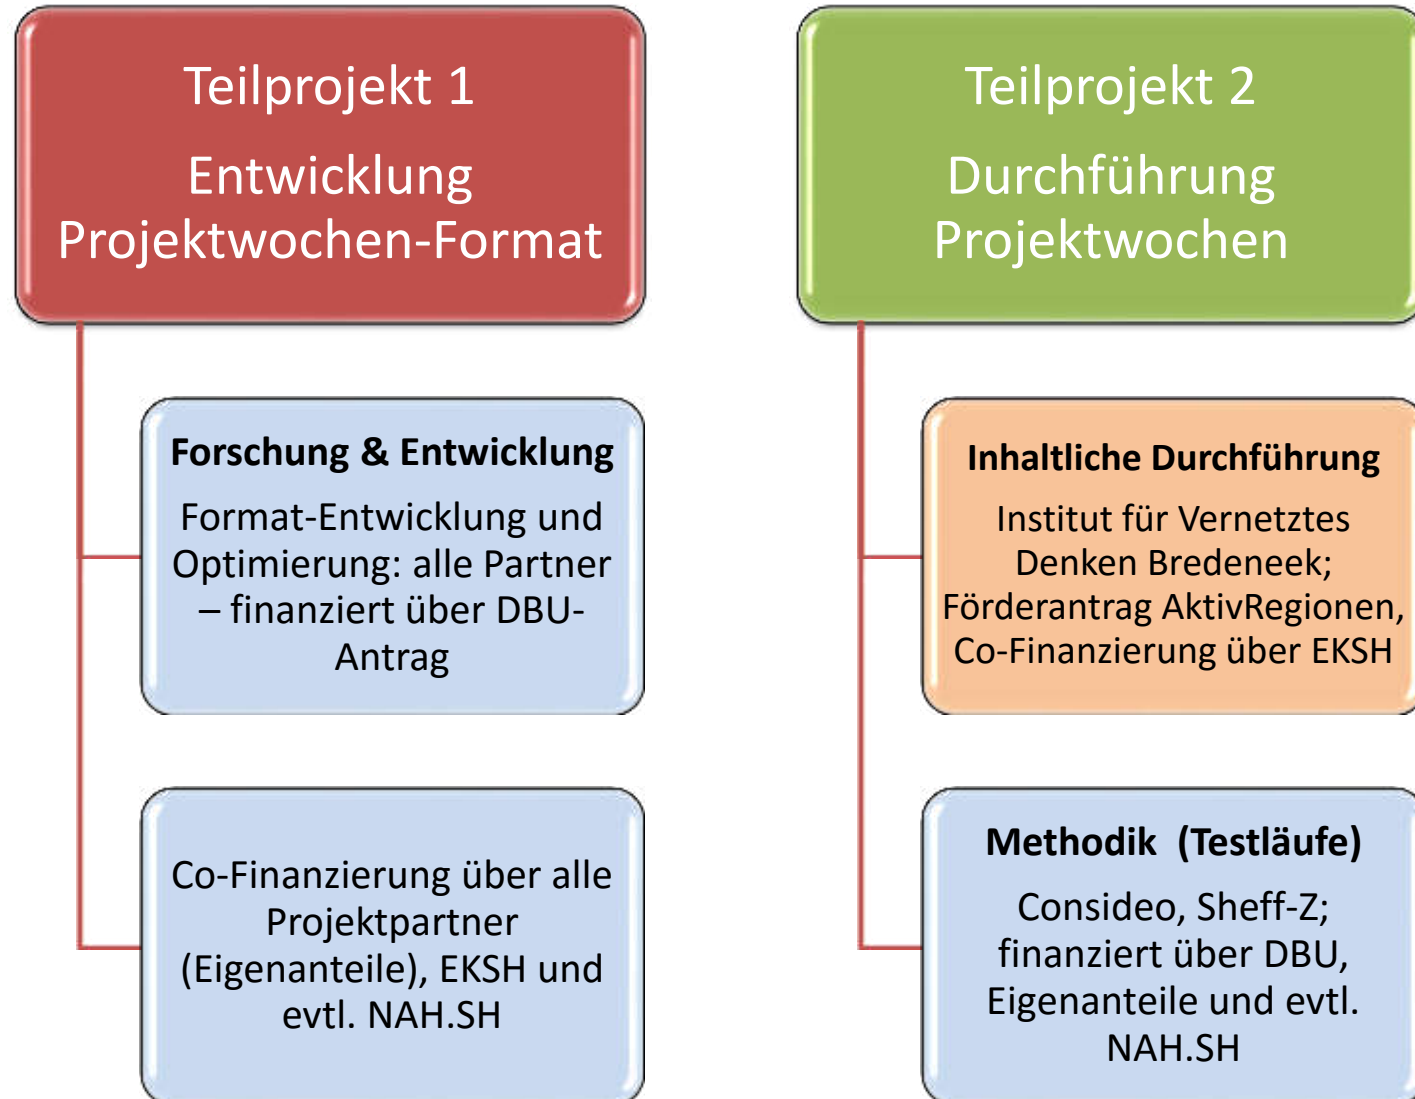 Teilprojekt 1
Entwicklung
Projektwochen-Format
Forschung & Entwicklung
Format-Entwicklung und
Optimierung: alle Partner
– finanziert über DBU-
Antrag
Co-Finanzierung über alle
Projektpartner
(Eigenanteile), EKSH und
evtl. NAH.SH
Teilprojekt 2
Durchführung
Projektwochen
Inhaltliche Durchführung
Institut für Vernetztes
Denken Bredeneek;
Förderantrag AktivRegionen,
Co-Finanzierung über EKSH
Methodik (Testläufe)
Consideo, Sheff-Z;
finanziert über DBU,
Eigenanteile und evtl.
NAH.SH